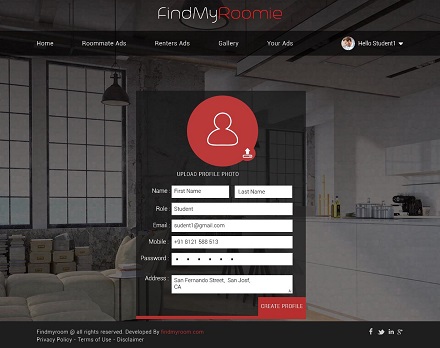 FindMyRoomie
Home Roommate Ads Renters Ads Gallery Your Ads Hello Student1
UPLOAD PROFILE PHOTO
Name First Name Last Name
Role Student
Email sudent1@gmail.com
Mobile +91 8121 588 513
Password
Address San Fernando Street, San Josf,
CA
CREATE PROFILE
Findmyroom @ all rights reserved. Developed By findmyroom.com
Privacy Policy - Terms of Use - Disclaimer